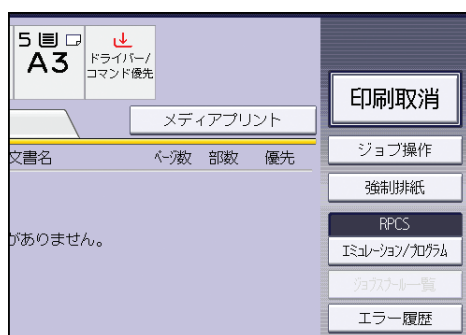 5
A3
ドライバー/
コマンド優先
印刷取消
メディアプリント
ジョブ操作
文書名 ページ数 部数 優先
強制排紙
RPCS
がありません。
エミュレーション/プログラム
ジョブスプール一覧
エラー履歴